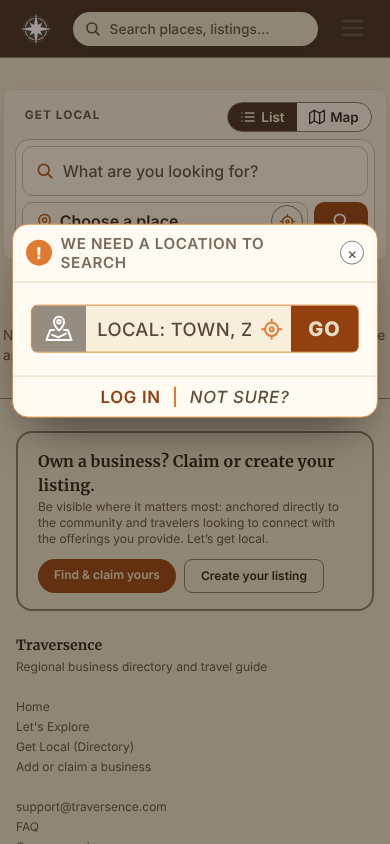 Search places, listings...
GET LOCAL
List
Map
What are you looking for?
Choose a place
WE NEED A LOCATION TO
SEARCH
LOCAL: TOWN, Z
GO
LOG IN
NOT SURE?
Own a business? Claim or create your
listing.
Be visible where it matters most: anchored directly to
the community and travelers looking to connect with
the offerings you provide. Let's get local.
Find & claim yours
Create your listing
Traversence
Regional business directory and travel guide
Home
Let's Explore
Get Local (Directory)
Add or claim a business
support@traversence.com
FAQ